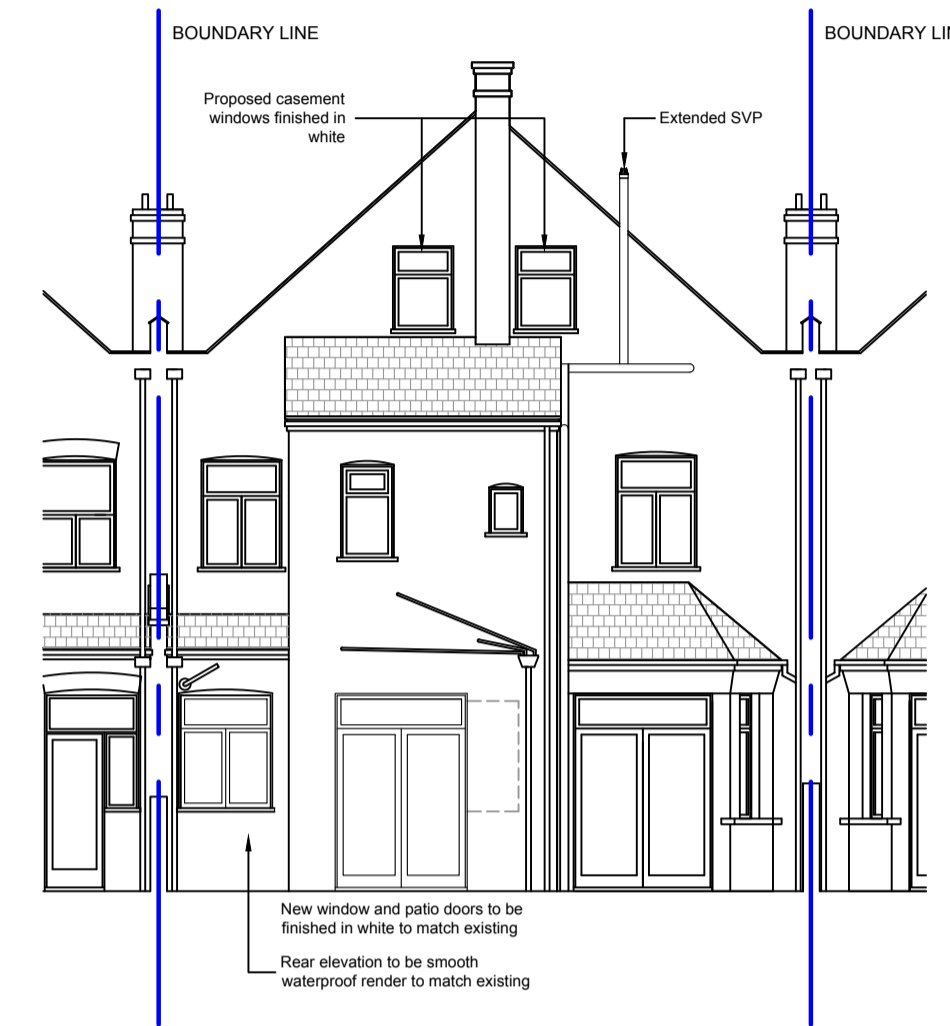 BOUNDARY LINE
BOUNDARY LI
Proposed casement
windows finished in
white
Extended SVP
New window and patio doors to be
finished in white to match existing
Rear elevation to be smooth
waterproof render to match existing